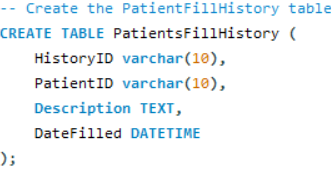 -- Create the PatientFillHistory table
CREATE TABLE PatientsFillHistory (
    HistoryID varchar(10),
    PatientID varchar(10),
    Description TEXT,
    DateFilled DATETIME
);